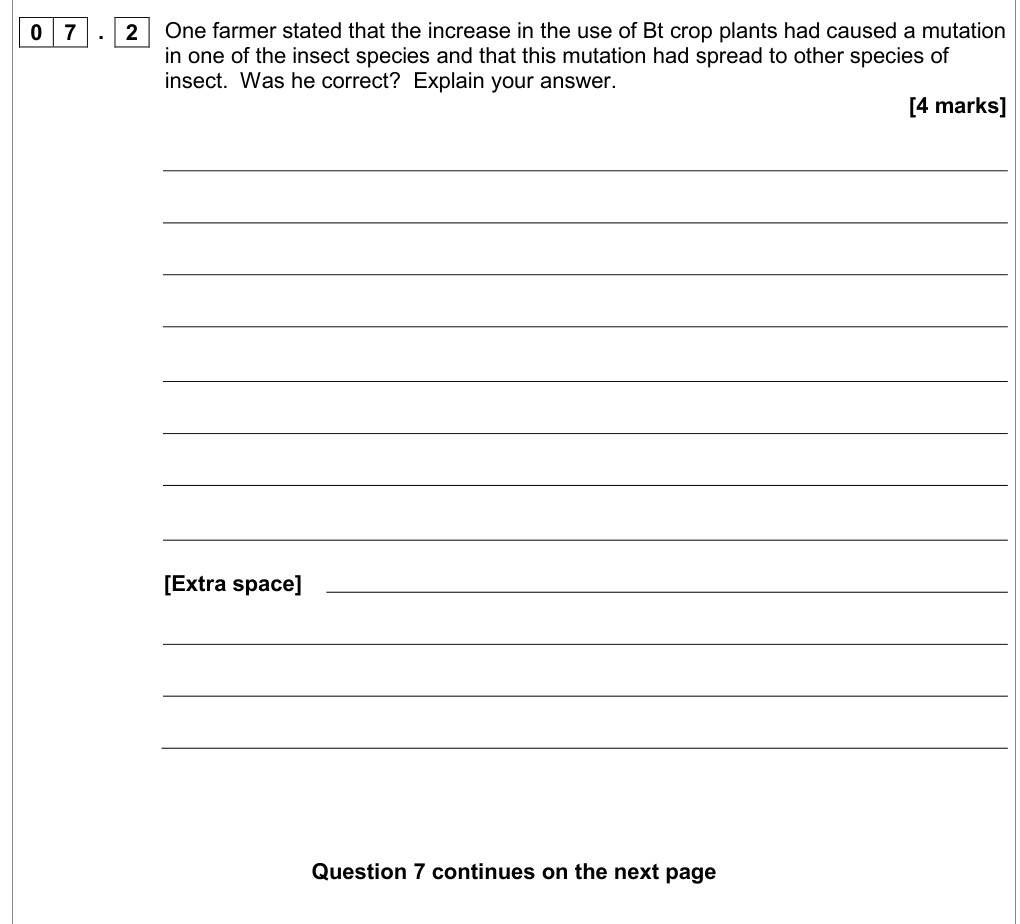 0 7 . 2 One farmer stated that the increase in the use of Bt crop plants had caused a mutation
in one of the insect species and that this mutation had spread to other species of
insect. Was he correct? Explain your answer.
[4 marks]
[Extra space]
Question 7 continues on the next page